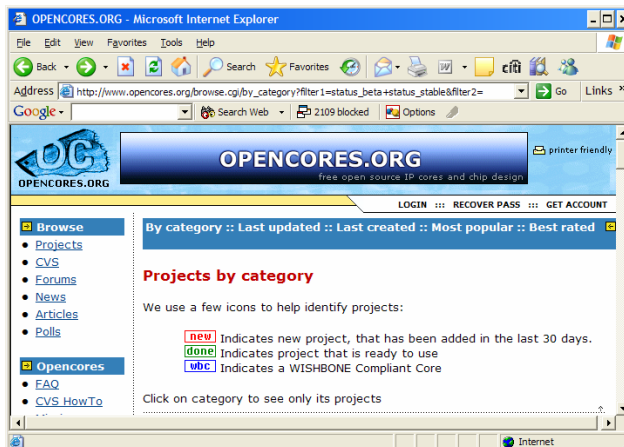 OPENCORES.ORG - Microsoft Internet Explorer
File Edit View Favorites Tools Help
Back Search Favorites citi
Address http://www.opencores.org/browse.cgi/by_category?filter1=status_beta+status_stable&filter2= Go Links »
Google Search Web 2109 blocked Options
OC
OPENCORES.ORG
OPENCORES.ORG
free open source IP cores and chip design
printer friendly
LOGIN ::: RECOVER PASS ::: GET ACCOUNT
Browse
Projects
CVS
Forums
News
Articles
Polls
Opencores
FAQ
CVS HowTo
By category :: Last updated :: Last created :: Most popular :: Best rated
Projects by category
We use a few icons to help identify projects:
new Indicates new project, that has been added in the last 30 days.
done Indicates project that is ready to use
wbc Indicates a WISHBONE Compliant Core
Click on category to see only its projects
Internet